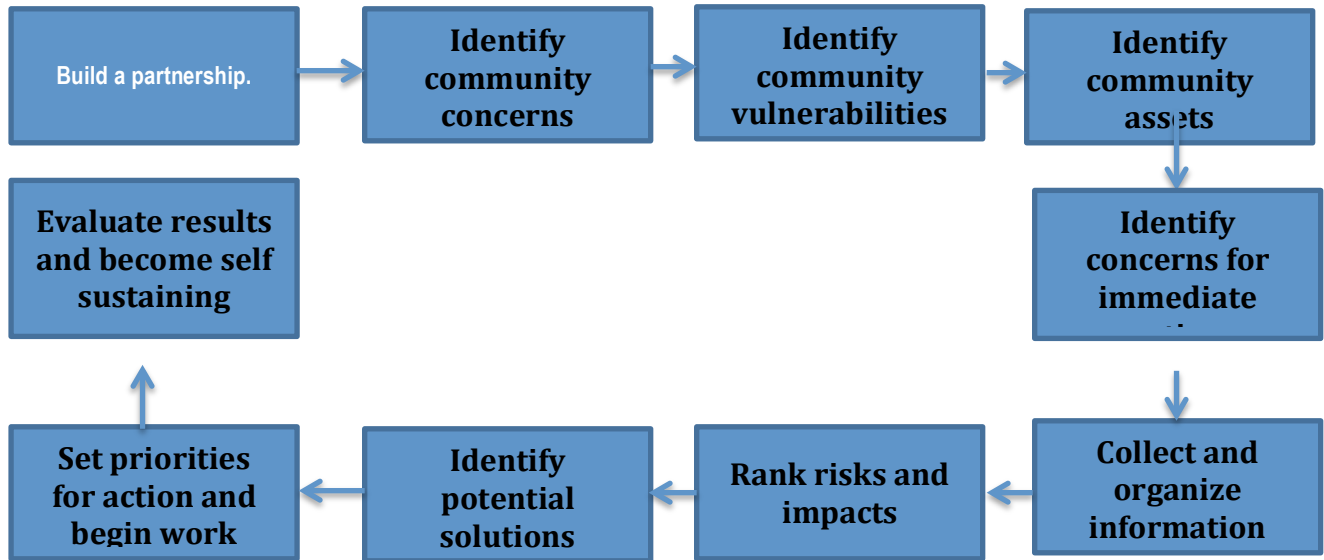 Build a partnership.
Identify
community
concerns
Identify
community
vulnerabilities
Identify
community
assets
Identify
concerns for
immediate
Collect and
organize
information
Rank risks and
impacts
Identify
potential
solutions
Set priorities
for action and
begin work
Evaluate results
and become self
sustaining